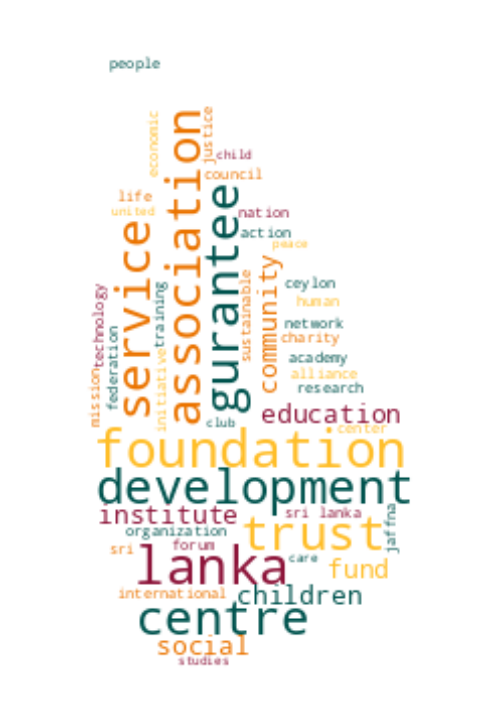 people
economic
association
justice
child
council
life
united
gurantee
nation
service
action
peace
community
sustainable
ceylon
technology
training
human
network
federation
charity
initiative
academy
alliance
mission
research
education
club
center
foundation
development
institute
sri lanka
trust
jaffna
organization
forum
sri
lanka
care
fund
international
children
centre
social
studies